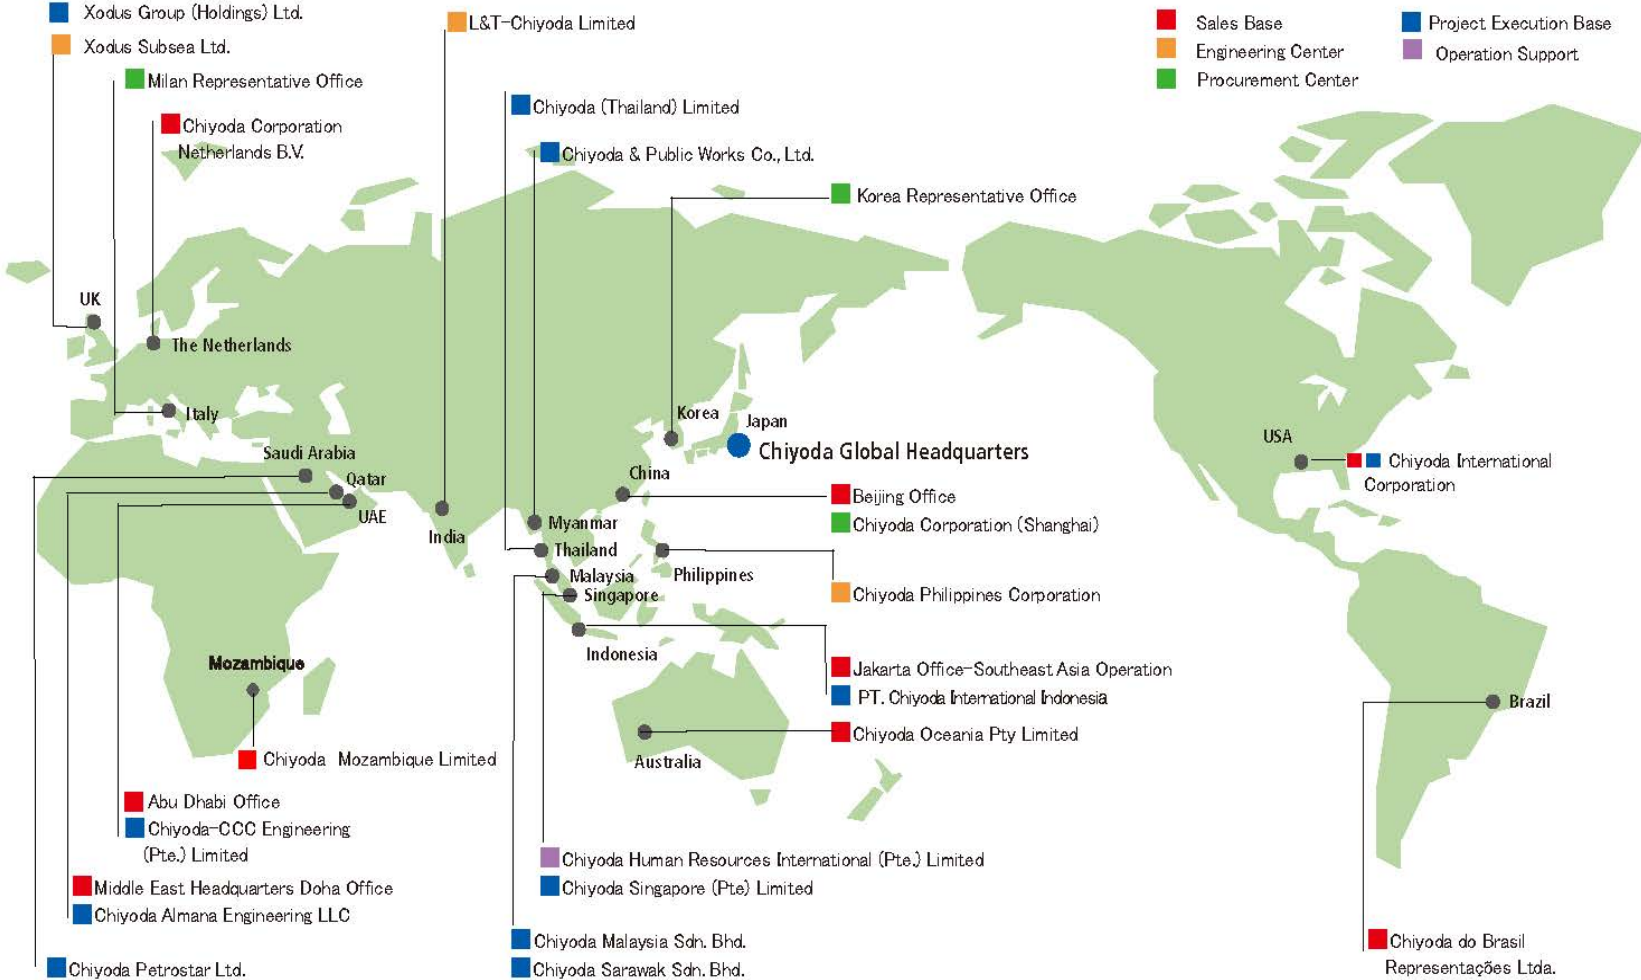 Xodus Group (Holdings) Ltd.
Xodus Subsea Ltd.
Milan Representative Office
Chiyoda Corporation
Netherlands B.V.
L&T-Chiyoda Limited
Chiyoda (Thailand) Limited
Chiyoda & Public Works Co., Ltd.
Korea Representative Office
Sales Base
Engineering Center
Procurement Center
Project Execution Base
Operation Support
UK
The Netherlands
Italy
Saudi Arabia
Qatar
UAE
India
Myanmar
Thailand
Malaysia
Singapore
Indonesia
Philippines
China
Korea
Japan
Chiyoda Global Headquarters
Beijing Office
Chiyoda Corporation (Shanghai)
Chiyoda Philippines Corporation
Jakarta Office-Southeast Asia Operation
PT. Chiyoda International Indonesia
Chiyoda Oceania Pty Limited
Australia
USA
Chiyoda International
Corporation
Brazil
Chiyoda do Brasil
Representações Ltda.
Mozambique
Chiyoda Mozambique Limited
Abu Dhabi Office
Chiyoda-CCC Engineering
(Pte.) Limited
Middle East Headquarters Doha Office
Chiyoda Almana Engineering LLC
Chiyoda Petrostar Ltd.
Chiyoda Human Resources International (Pte.) Limited
Chiyoda Singapore (Pte) Limited
Chiyoda Malaysia Sdn. Bhd.
Chiyoda Sarawak Sdn. Bhd.